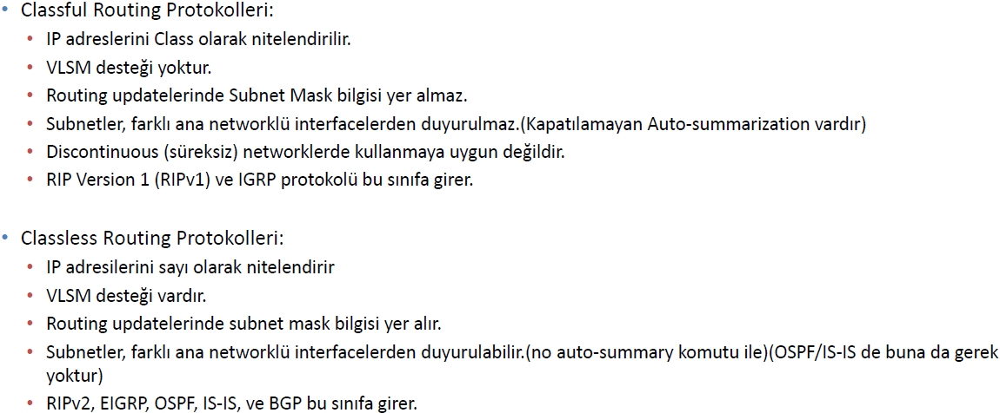 • Classful Routing Protokolleri:
• IP adreslerini Class olarak nitelendirilir.
• VLSM desteği yoktur.
• Routing updatelerinde Subnet Mask bilgisi yer almaz.
• Subnetler, farklı ana networklü interfacelerden duyurulmaz.(Kapatılamayan Auto-summarization vardır)
• Discontinuous (süreksiz) networklerde kullanmaya uygun değildir.
• RIP Version 1 (RIPv1) ve IGRP protokolü bu sınıfa girer.
• Classless Routing Protokolleri:
• IP adresilerini sayı olarak nitelendirir
• VLSM desteği vardır.
• Routing updatelerinde subnet mask bilgisi yer alır.
• Subnetler, farklı ana networklü interfacelerden duyurulabilir.(no auto-summary komutu ile)(OSPF/IS-IS de buna da gerek
yoktur)
• RIPv2, EIGRP, OSPF, IS-IS, ve BGP bu sınıfa girer.